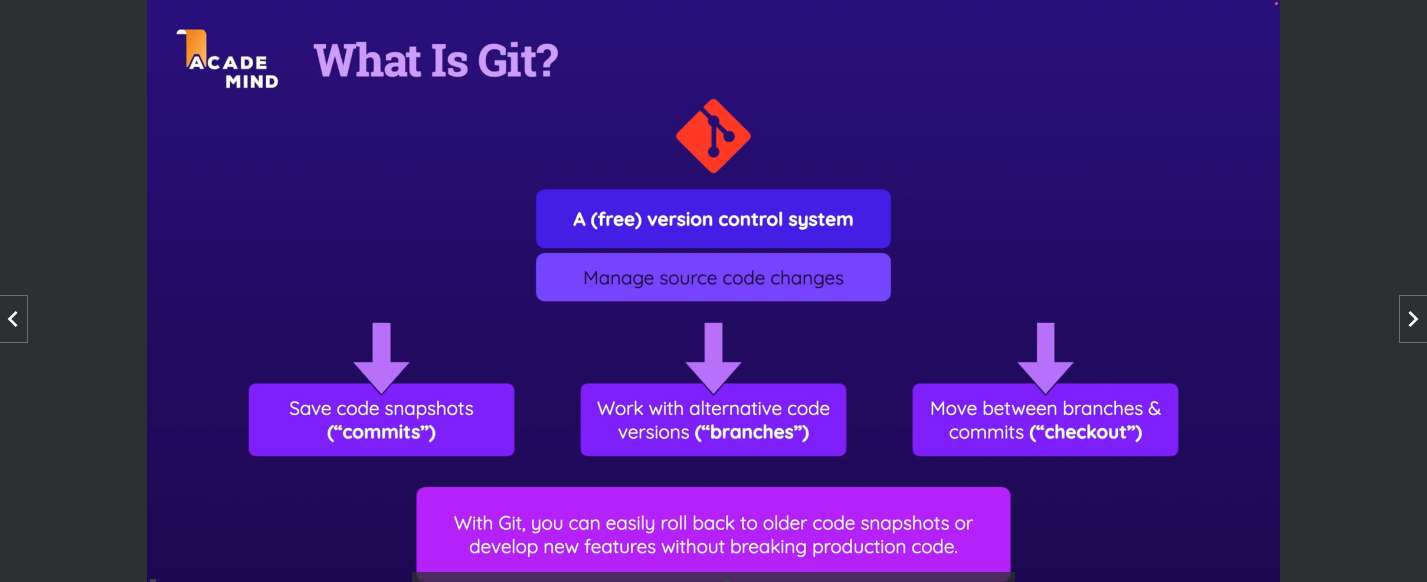 ACADE
MIND
What Is Git?
A (free) version control system
Manage source code changes
Save code snapshots
(“commits”)
Work with alternative code
versions (“branches”)
Move between branches &
commits (“checkout”)
With Git, you can easily roll back to older code snapshots or
develop new features without breaking production code.